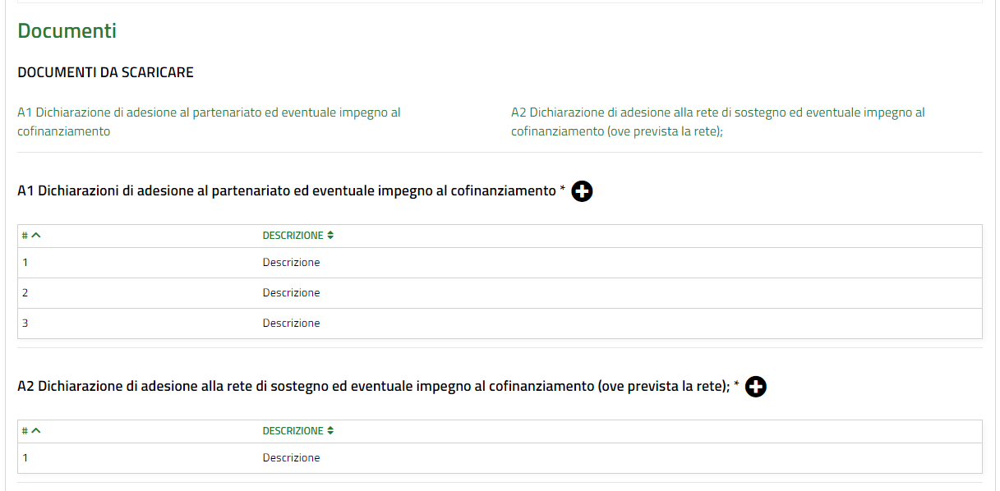 Documenti
DOCUMENTI DA SCARICARE
A1 Dichiarazione di adesione al partenariato ed eventuale impegno al
cofinanziamento
A2 Dichiarazione di adesione alla rete di sostegno ed eventuale impegno al
cofinanziamento (ove prevista la rete);
A1 Dichiarazioni di adesione al partenariato ed eventuale impegno al cofinanziamento *
# DESCRIZIONE
1 Descrizione
2 Descrizione
3 Descrizione
A2 Dichiarazione di adesione alla rete di sostegno ed eventuale impegno al cofinanziamento (ove prevista la rete); *
# DESCRIZIONE
1 Descrizione